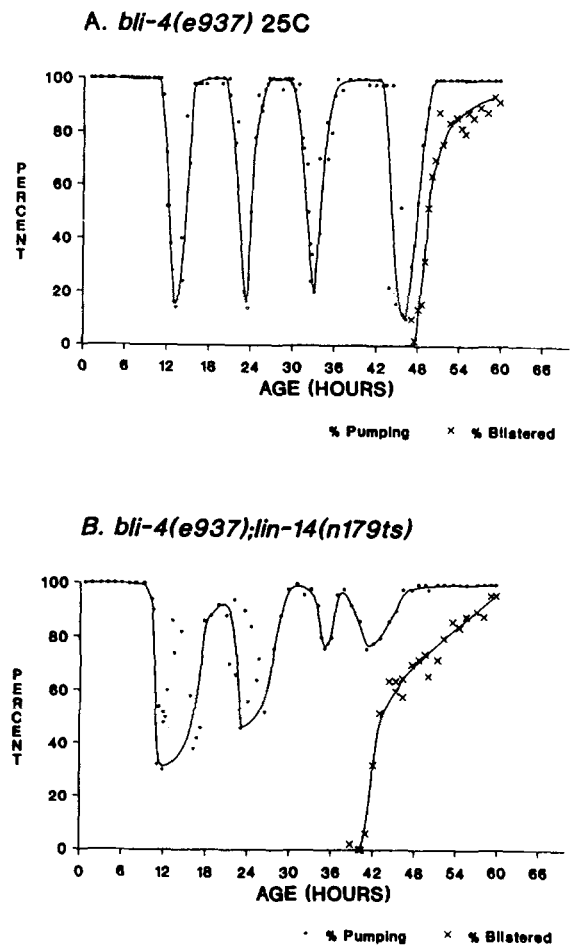 A. bli-4(e937) 25C
100
80
60
40
20
0
PERCENT
0 6 12 18 24 30 36 42 48 54 60 66
AGE (HOURS)
· % Pumping × % Blistered
B. bli-4(e937);lin-14(n179ts)
100
80
60
40
20
0
PERCENT
0 6 12 18 24 30 36 42 48 54 60 66
AGE (HOURS)
· % Pumping × % Blistered